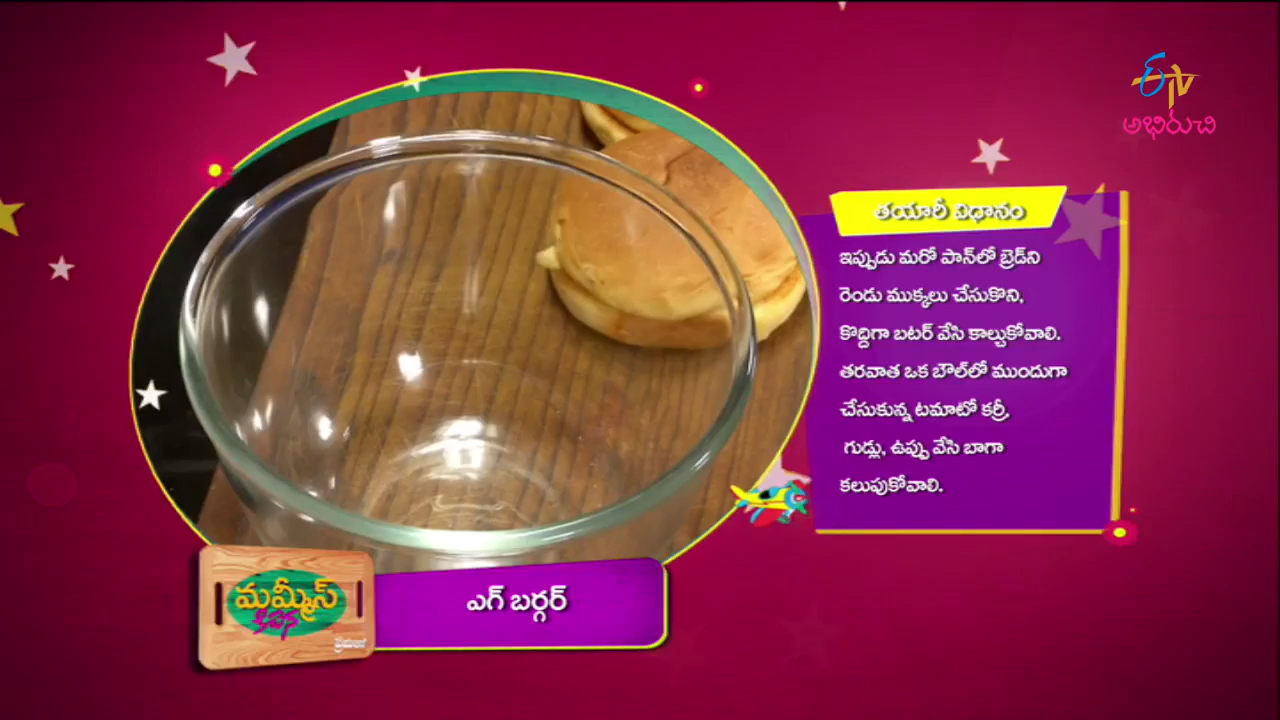 ETV
అభిరుచి
తయారీ విధానం
ఇప్పుడు మరో పాన్‌లో బ్రెడ్‌ని
రెండు ముక్కలు చేసుకొని,
కొద్దిగా బటర్ వేసి కాల్చుకోవాలి.
తరవాత ఒక బౌల్‌లో ముందుగా
చేసుకున్న టమాటో కర్రీ,
గుడ్లు, ఉప్పు వేసి బాగా
కలుపుకోవాలి.
మమ్మీస్
కిచెన్
ఎగ్ బర్గర్